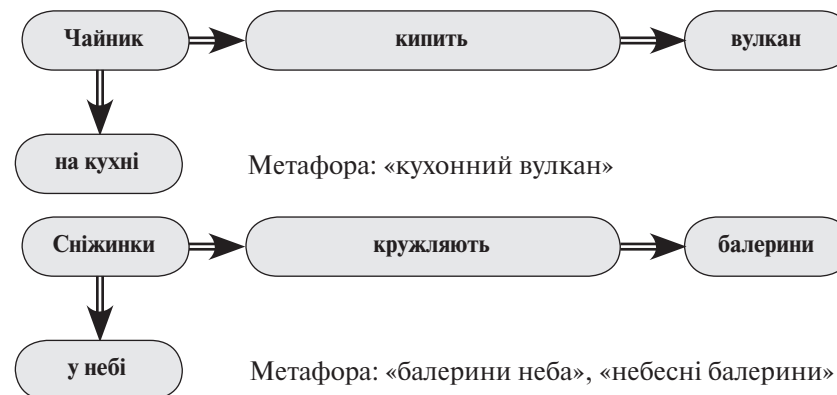 Чайник кипить вулкан
на кухні Метафора: «кухонний вулкан»
Сніжинки кружляють балерини
у небі Метафора: «балерини неба», «небесні балерини»